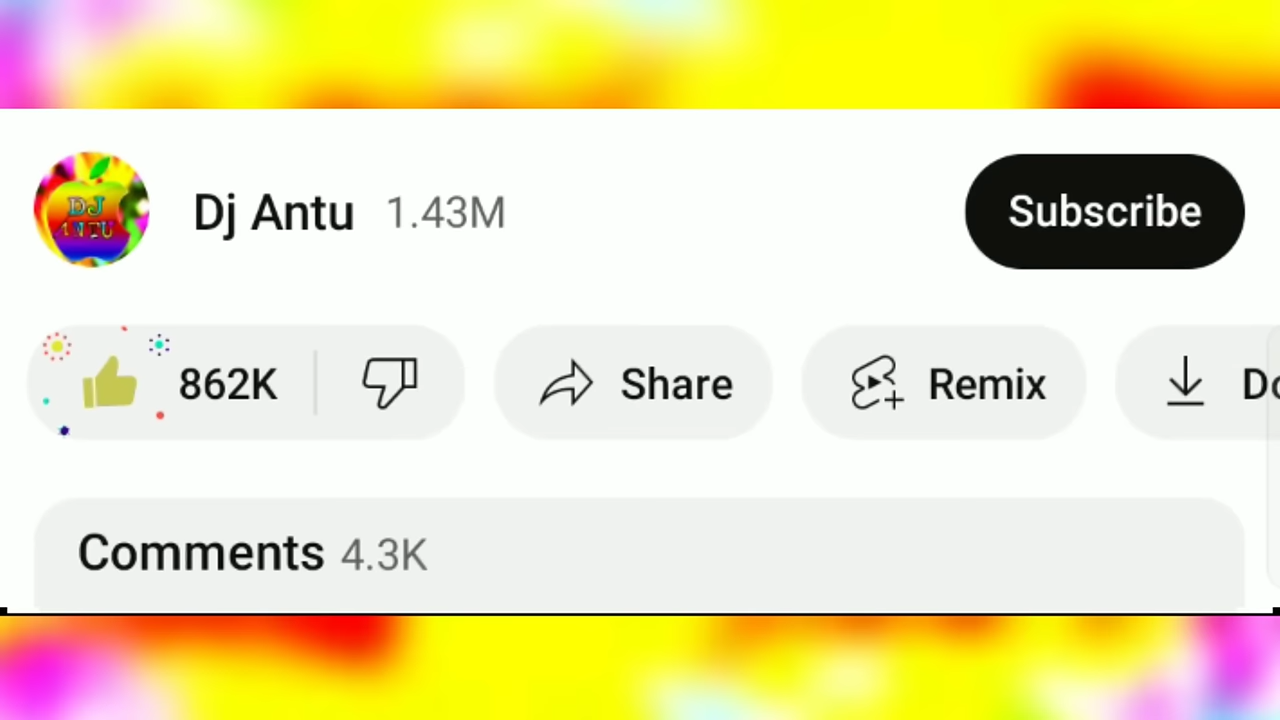 DJ
ANTU
Dj Antu 1.43M
Subscribe
862K
Share
Remix
Comments 4.3K